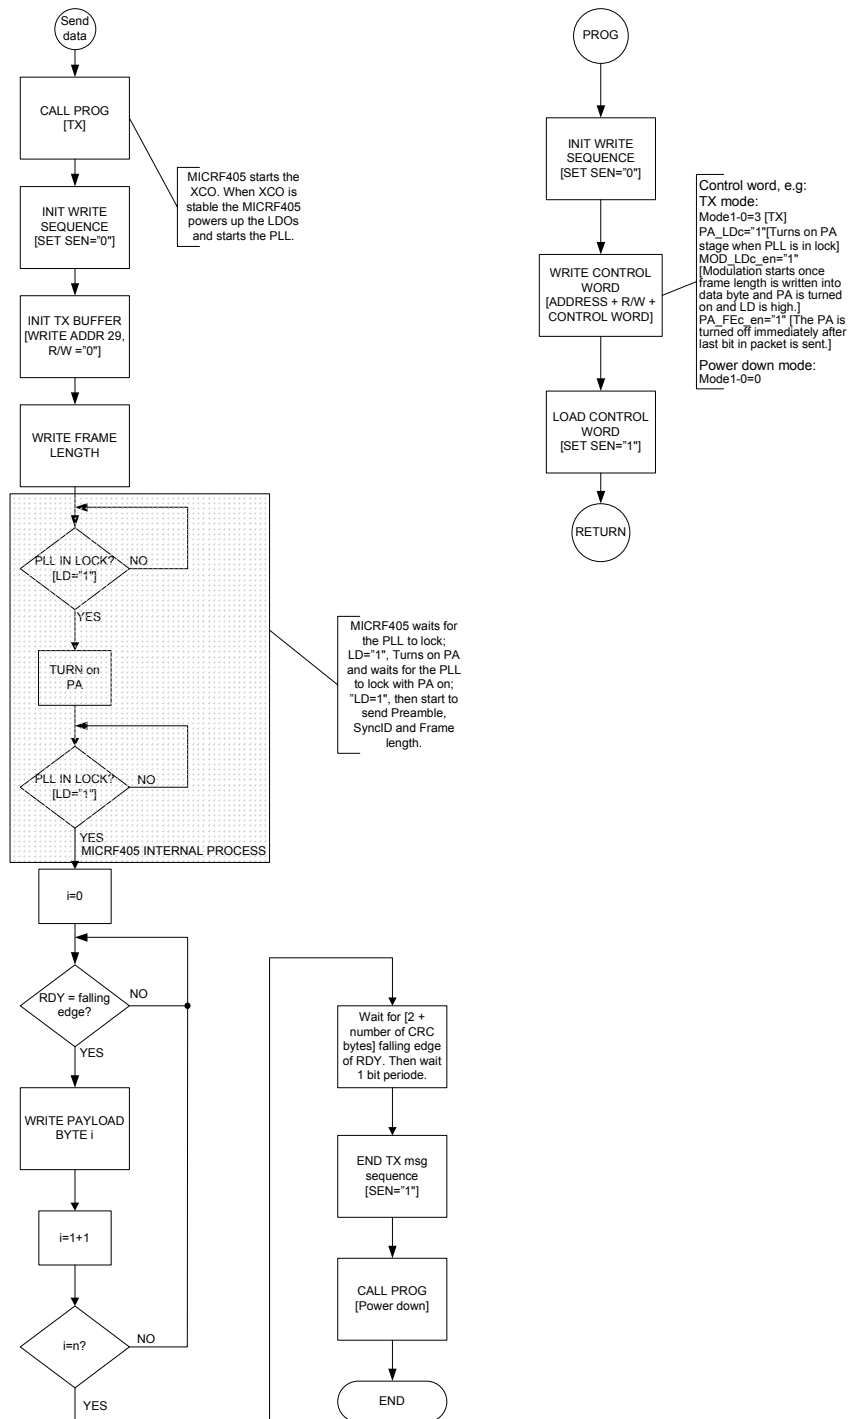 Send
data
CALL PROG
[TX]
MICRF405 starts the
XCO. When XCO is
stable the MICRF405
powers up the LDOs
and starts the PLL.
INIT WRITE
SEQUENCE
[SET SEN="0"]
INIT TX BUFFER
[WRITE ADDR 29,
R/W ="0"]
WRITE FRAME
LENGTH
PLL IN LOCK?
[LD="1"]
NO
YES
TURN on
PA
PLL IN LOCK?
[LD="1"]
NO
YES
MICRF405 INTERNAL PROCESS
MICRF405 waits for
the PLL to lock;
LD="1", Turns on PA
and waits for the PLL
to lock with PA on;
"LD=1", then start to
send Preamble,
SyncID and Frame
length.
i=0
RDY = falling
edge?
NO
YES
WRITE PAYLOAD
BYTE i
i=1+1
i=n?
NO
YES
Wait for [2 +
number of CRC
bytes] falling edge
of RDY. Then wait
1 bit periode.
END TX msg
sequence
[SEN="1"]
CALL PROG
[Power down]
END
PROG
INIT WRITE
SEQUENCE
[SET SEN="0"]
WRITE CONTROL
WORD
[ADDRESS + R/W +
CONTROL WORD]
Control word, e.g:
TX mode:
Mode1-0=3 [TX]
PA_LDc="1"[Turns on PA
stage when PLL is in lock]
MOD_LDc_en="1"
[Modulation starts once
frame length is written into
data byte and PA is turned
on and LD is high.]
PA_FEc_en="1" [The PA is
turned off immediately after
last bit in packet is sent.]
Power down mode:
Mode1-0=0
LOAD CONTROL
WORD
[SET SEN="1"]
RETURN